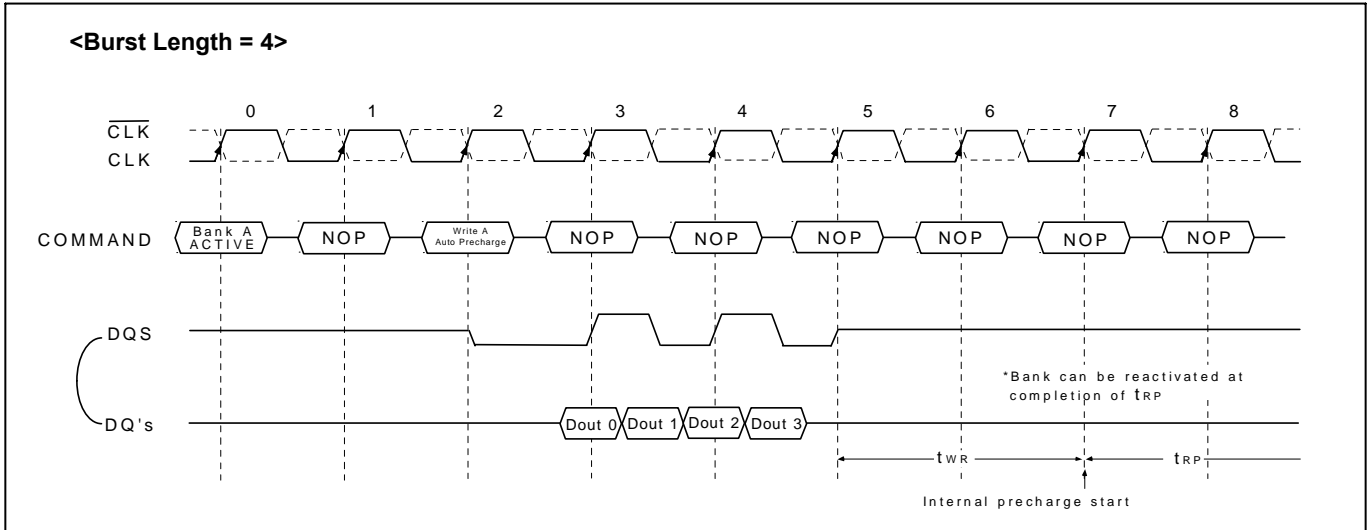 <Burst Length = 4>
0 1 2 3 4 5 6 7 8
CLK
CLK
COMMAND
Bank A
ACTIVE
NOP
Write A
Auto Precharge
NOP
NOP
NOP
NOP
NOP
NOP
DQS
*Bank can be reactivated at
completion of tRP
DQ's
Dout 0 Dout 1 Dout 2 Dout 3
tWR
tRP
Internal precharge start